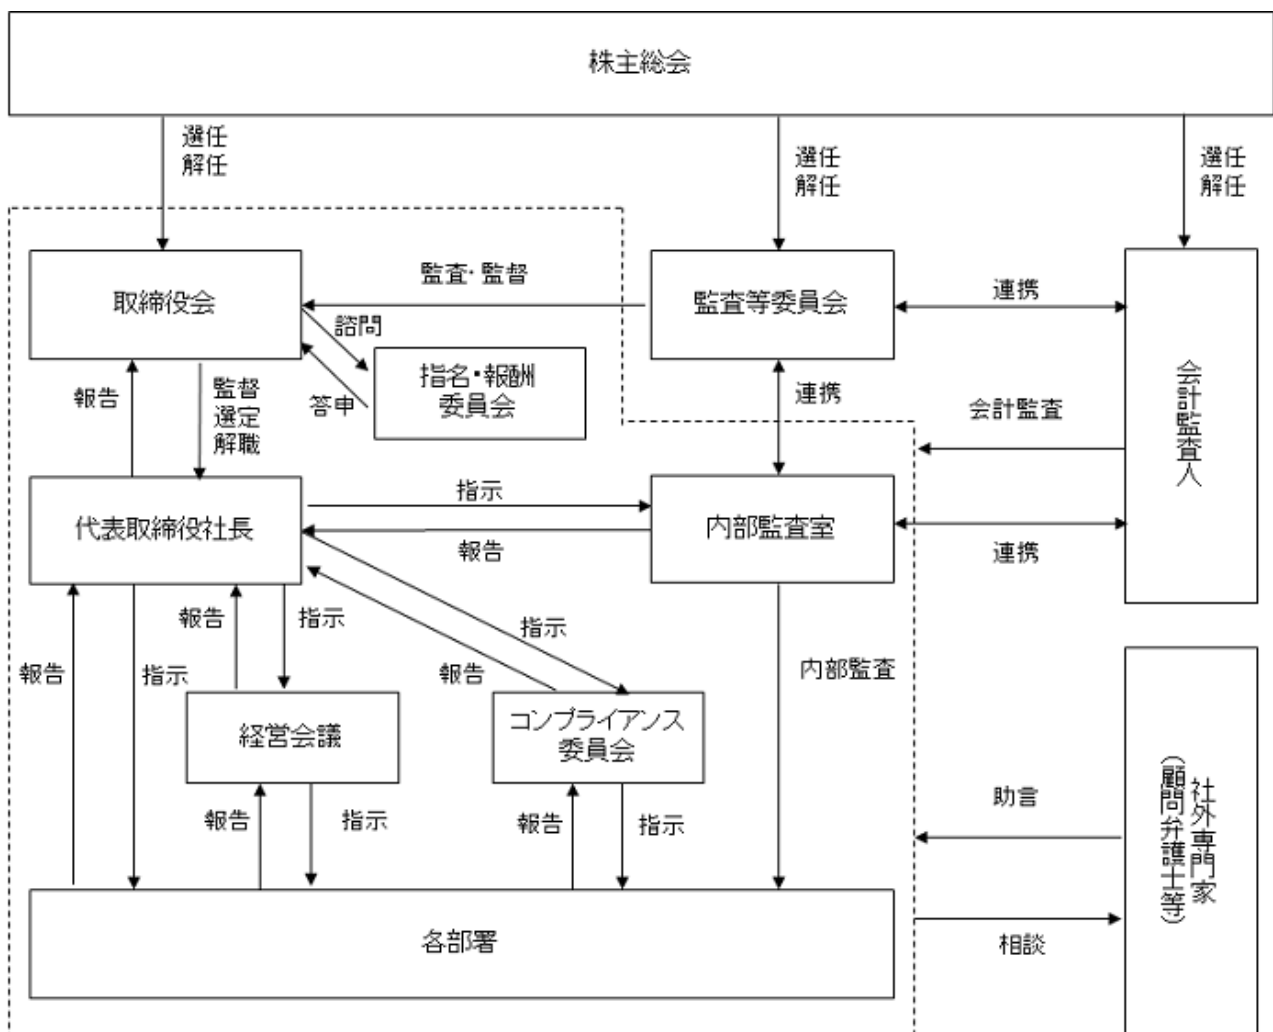 株主総会
選任
解任
選任
解任
選任
解任
取締役会
監査・監督
監査等委員会
連携
諮問
指名・報酬
委員会
答申
報告
監督
選定
解職
連携
会計監査
会計監査人
代表取締役社長
指示
報告
内部監査室
連携
報告
指示
報告
指示
報告
指示
内部監査
経営会議
コンプライアンス
委員会
報告
指示
報告
指示
助言
社外専門家
(顧問弁護士等)
各部署
相談